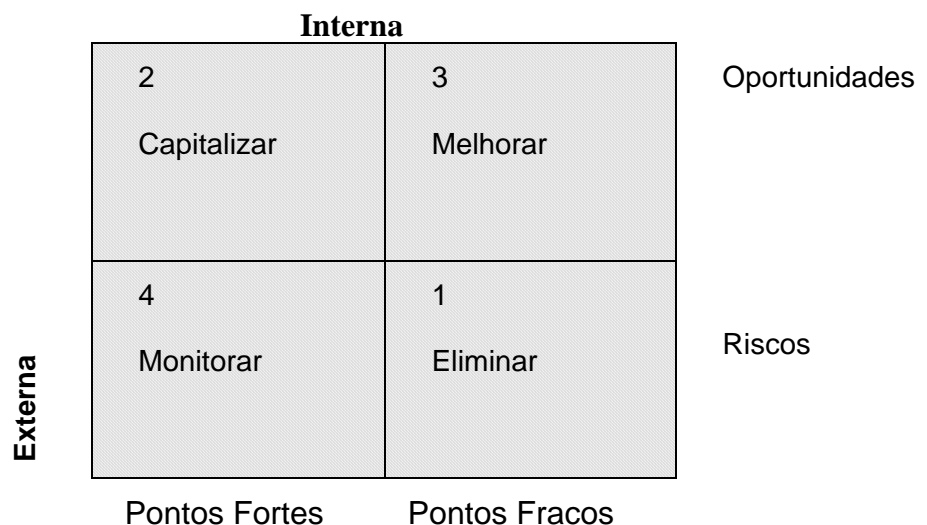 Interna
2
3
Oportunidades
Capitalizar
Melhorar
4
1
Monitorar
Eliminar
Riscos
Externa
Pontos Fortes
Pontos Fracos